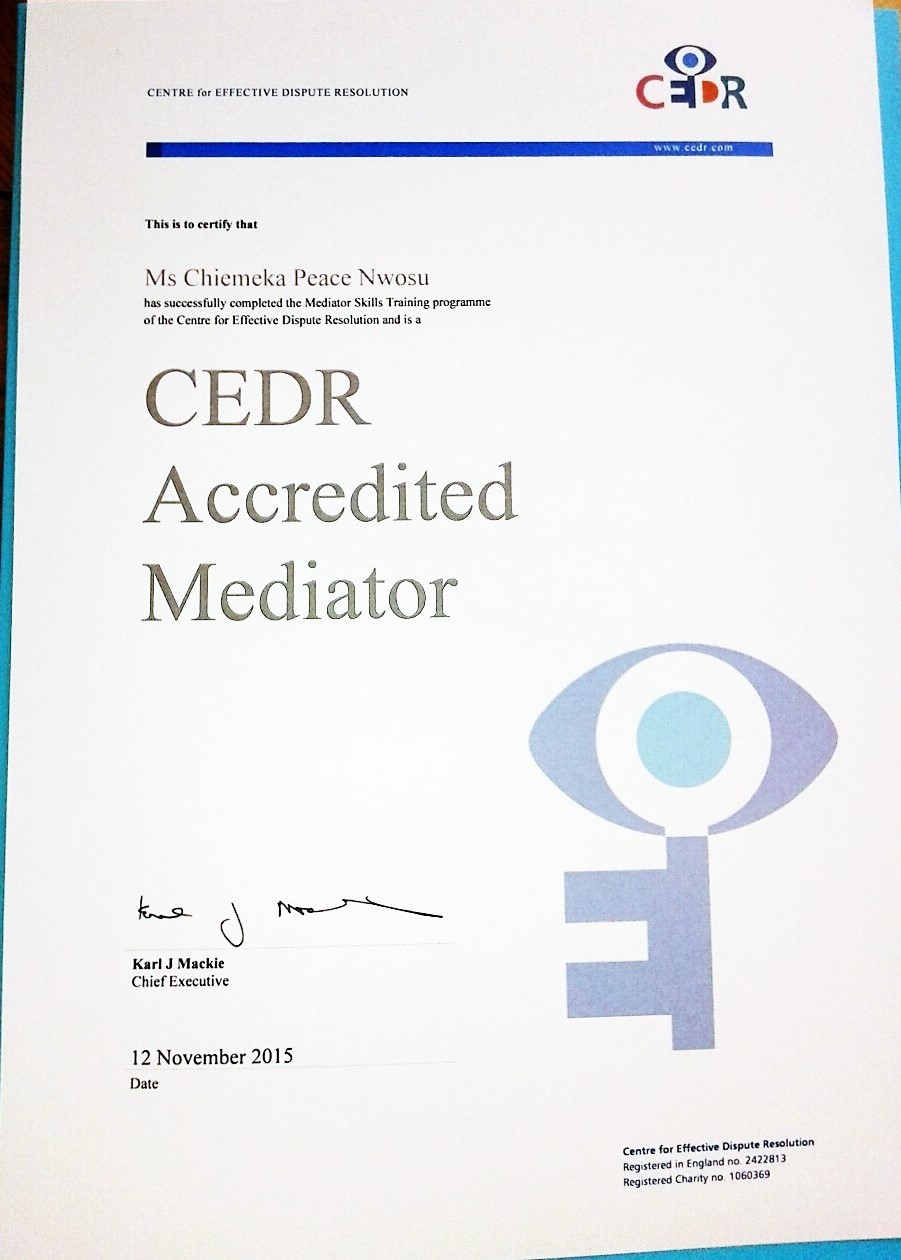 CENTRE for EFFECTIVE DISPUTE RESOLUTION
CEDR
www.cedr.com
This is to certify that
Ms Chiemeka Peace Nwosu
has successfully completed the Mediator Skills Training programme
of the Centre for Effective Dispute Resolution and is a
CEDR
Accredited
Mediator
Karl J Mackie
Karl J Mackie
Chief Executive
12 November 2015
Date
Centre for Effective Dispute Resolution
Registered in England no. 2422813
Registered Charity no. 1060369